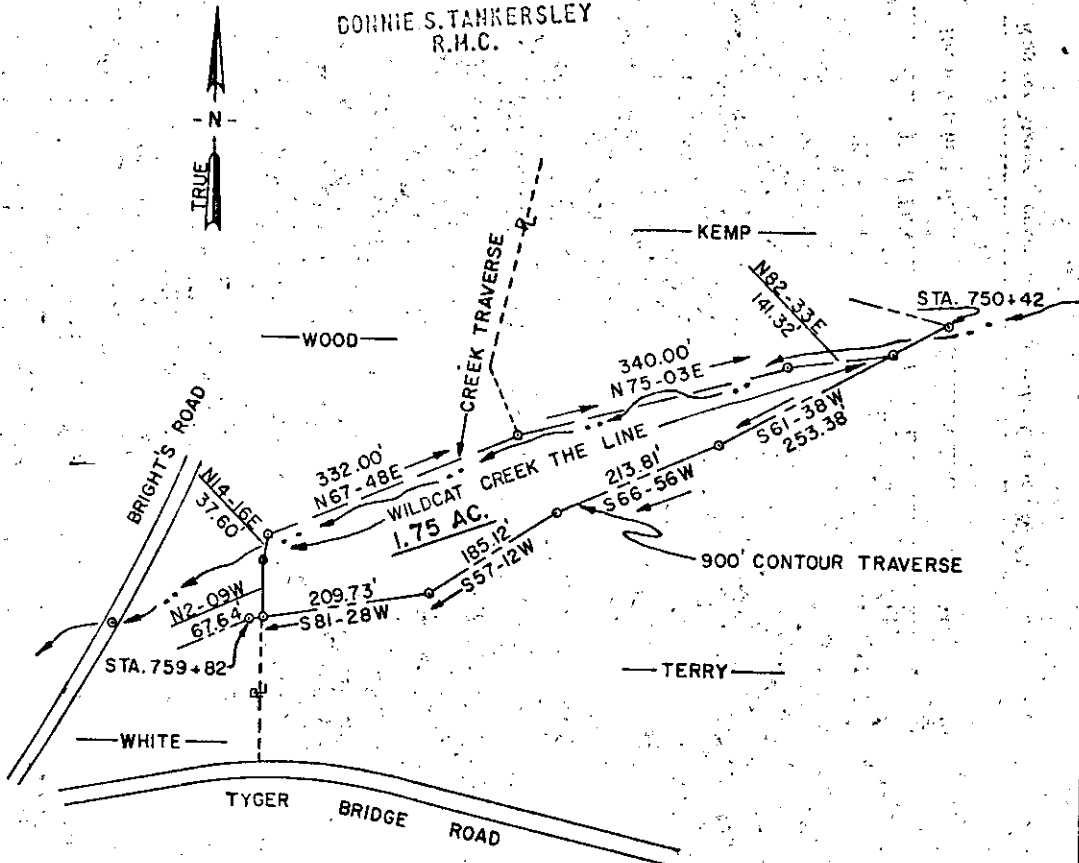 DONNIE S. TANKERSLEY
R.M.C.
- N -
TRUE
KEMP
WOOD
CREEK TRAVERSE
PL
N82-33E
141.32'
STA. 750+42
340.00'
N75-03E
BRIGHT'S ROAD
332.00'
N67-48E
WILDCAT CREEK THE LINE
1.75 AC.
S61-38W
253.38'
213.81'
S66-56W
N14-16E
37.60'
185.12'
S57-12W
900' CONTOUR TRAVERSE
N2-09W
67.64
209.73'
S81-28W
STA. 759+82
TERRY
PL
WHITE
TYGER BRIDGE ROAD